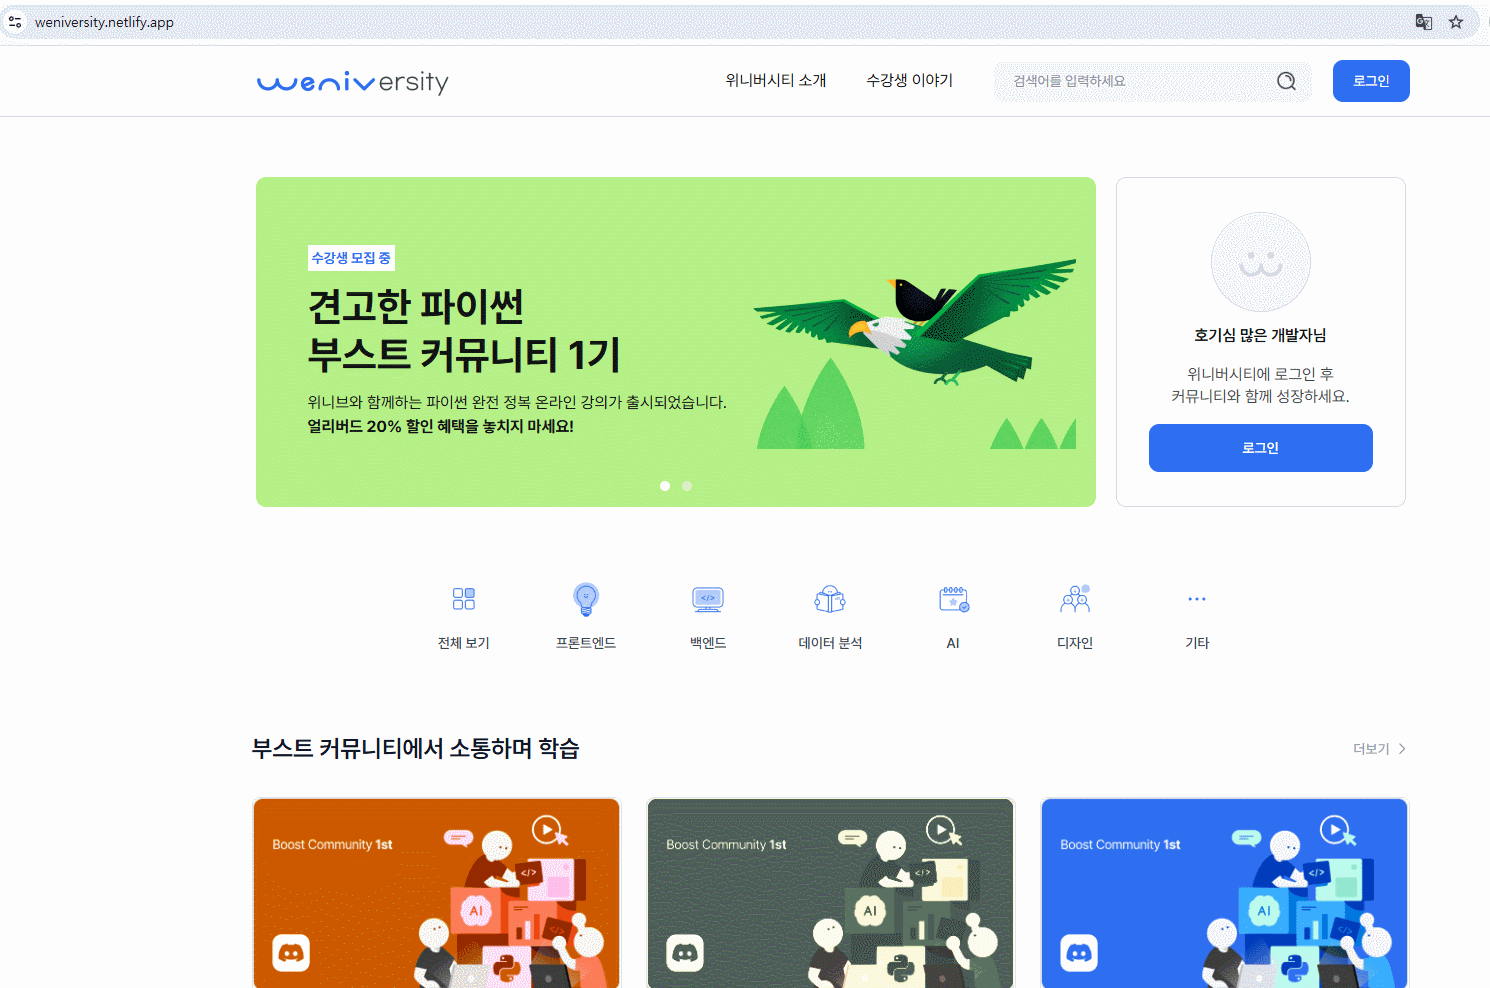 weniversity.netlify.app
weniversity
위니버시티 소개
수강생 이야기
검색어를 입력하세요
로그인
수강생 모집 중
견고한 파이썬
부스트 커뮤니티 1기
위니브와 함께하는 파이썬 완전 정복 온라인 강의가 출시되었습니다.
얼리버드 20% 할인 혜택을 놓치지 마세요!
호기심 많은 개발자님
위니버시티에 로그인 후
커뮤니티와 함께 성장하세요.
로그인
전체 보기
프론트엔드
백엔드
데이터 분석
AI
디자인
기타
부스트 커뮤니티에서 소통하며 학습
더보기
Boost Community 1st
</>
AI
Boost Community 1st
</>
AI
Boost Community 1st
</>
AI